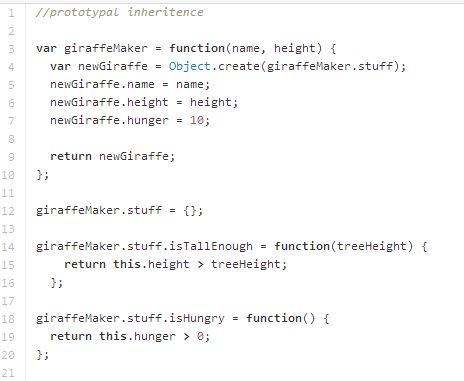 1 //prototypal inheritence
2
3 var giraffeMaker = function(name, height) {
4   var newGiraffe = Object.create(giraffeMaker.stuff);
5   newGiraffe.name = name;
6   newGiraffe.height = height;
7   newGiraffe.hunger = 10;
8
9   return newGiraffe;
10 };
11
12 giraffeMaker.stuff = {};
13
14 giraffeMaker.stuff.isTallEnough = function(treeHeight) {
15     return this.height > treeHeight;
16   };
17
18 giraffeMaker.stuff.isHungry = function() {
19   return this.hunger > 0;
20 };
21